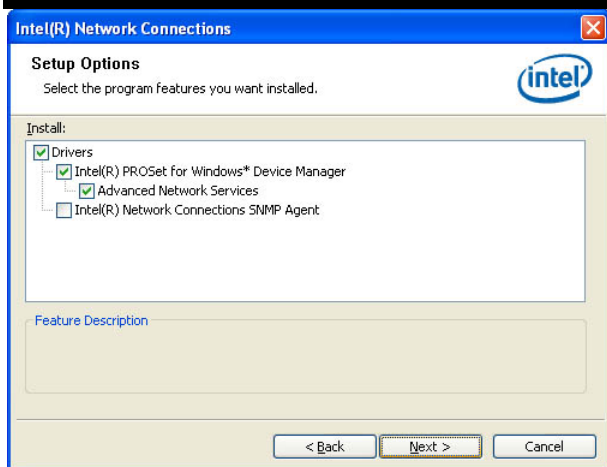 Intel(R) Network Connections
Setup Options
Select the program features you want installed.
intel
Install:
Drivers
Intel(R) PROSet for Windows* Device Manager
Advanced Network Services
Intel(R) Network Connections SNMP Agent
Feature Description
< Back
Next >
Cancel